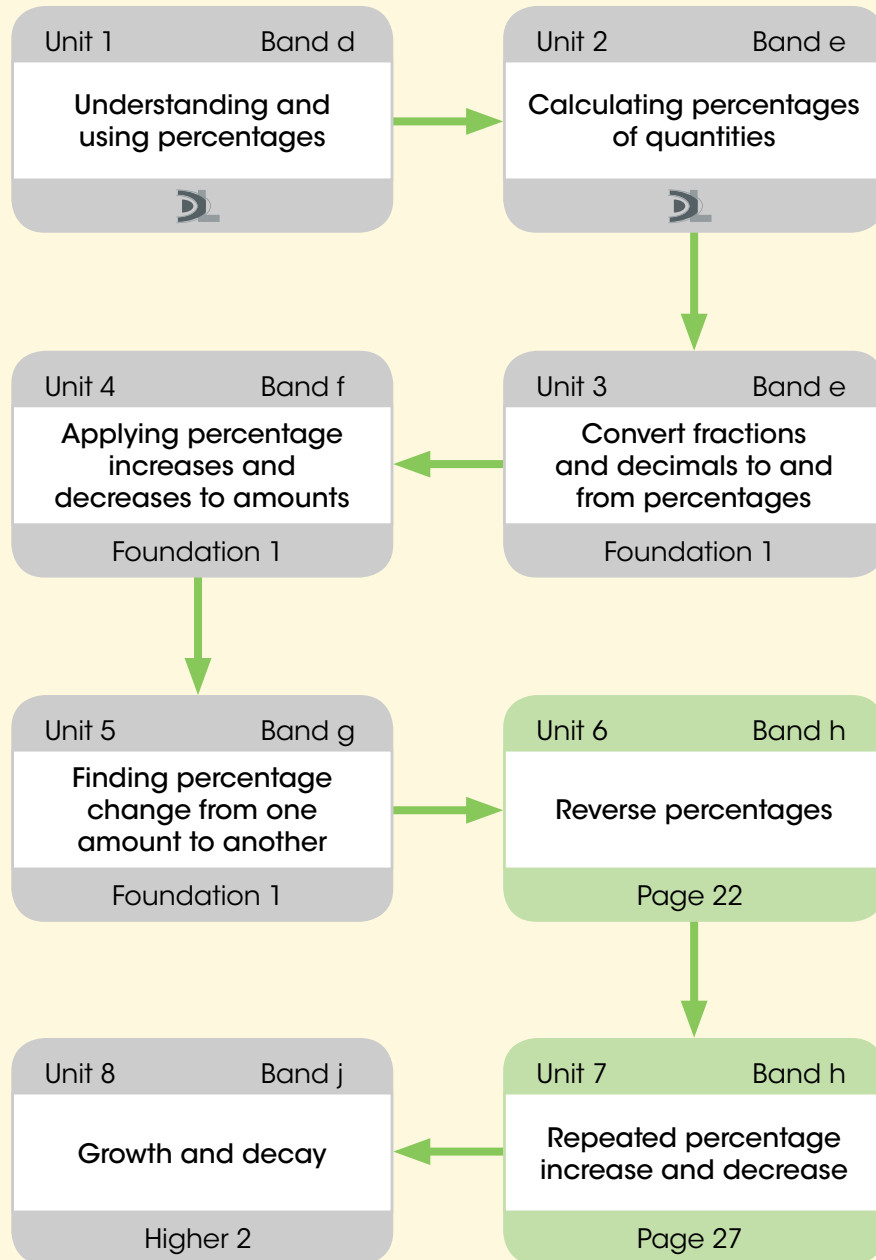 Unit 1 Band d
Understanding and
using percentages
DL
Unit 2 Band e
Calculating percentages
of quantities
DL
Unit 3 Band e
Convert fractions
and decimals to and
from percentages
Foundation 1
Unit 4 Band f
Applying percentage
increases and
decreases to amounts
Foundation 1
Unit 5 Band g
Finding percentage
change from one
amount to another
Foundation 1
Unit 6 Band h
Reverse percentages
Page 22
Unit 7 Band h
Repeated percentage
increase and decrease
Page 27
Unit 8 Band j
Growth and decay
Higher 2